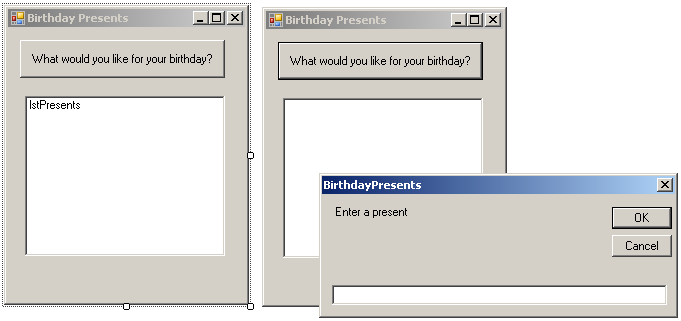 Birthday Presents
What would you like for your birthday?
lstPresents
Birthday Presents
What would you like for your birthday?
BirthdayPresents
Enter a present
OK
Cancel